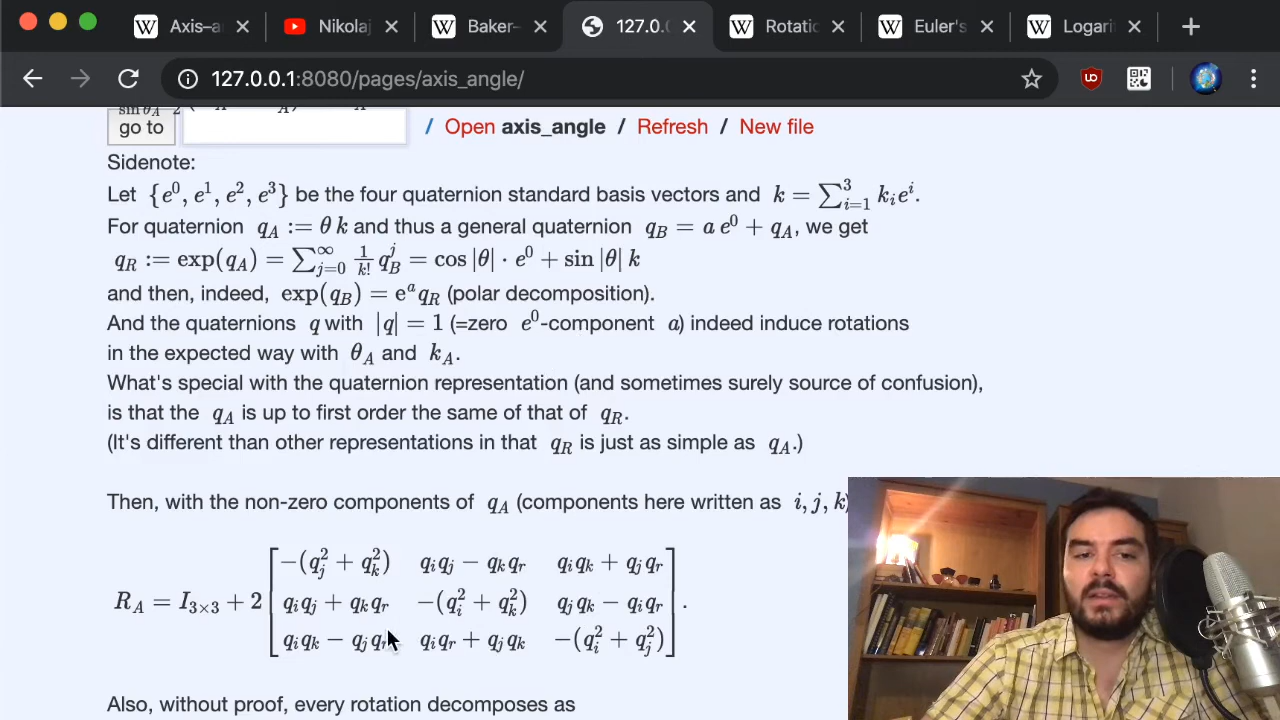 Axis–a
Nikolaj
Baker–
127.0.0
Rotatio
Euler's
Logarit
127.0.0.1:8080/pages/axis_angle/
go to / Open axis_angle / Refresh / New file
Sidenote:
Let {e⁰, e¹, e², e³} be the four quaternion standard basis vectors and k = ∑³ᵢ₌₁ kᵢeⁱ.
For quaternion q_A := θ k and thus a general quaternion q_B = a e⁰ + q_A, we get
q_R := exp(q_A) = ∑^∞_{j=0} 1/k! q_B^j = cos |θ| · e⁰ + sin |θ| k
and then, indeed, exp(q_B) = eᵃ q_R (polar decomposition).
And the quaternions q with |q| = 1 (=zero e⁰-component a) indeed induce rotations
in the expected way with θ_A and k_A.
What's special with the quaternion representation (and sometimes surely source of confusion),
is that the q_A is up to first order the same of that of q_R.
(It's different than other representations in that q_R is just as simple as q_A.)
Then, with the non-zero components of q_A (components here written as i, j, k)
−(q_j² + q_k²) q_i q_j − q_k q_r q_i q_k + q_j q_r
R_A = I_{3×3} + 2 q_i q_j + q_k q_r −(q_i² + q_k²) q_j q_k − q_i q_r .
q_i q_k − q_j q_r q_i q_r + q_j q_k −(q_i² + q_j²)
Also, without proof, every rotation decomposes as